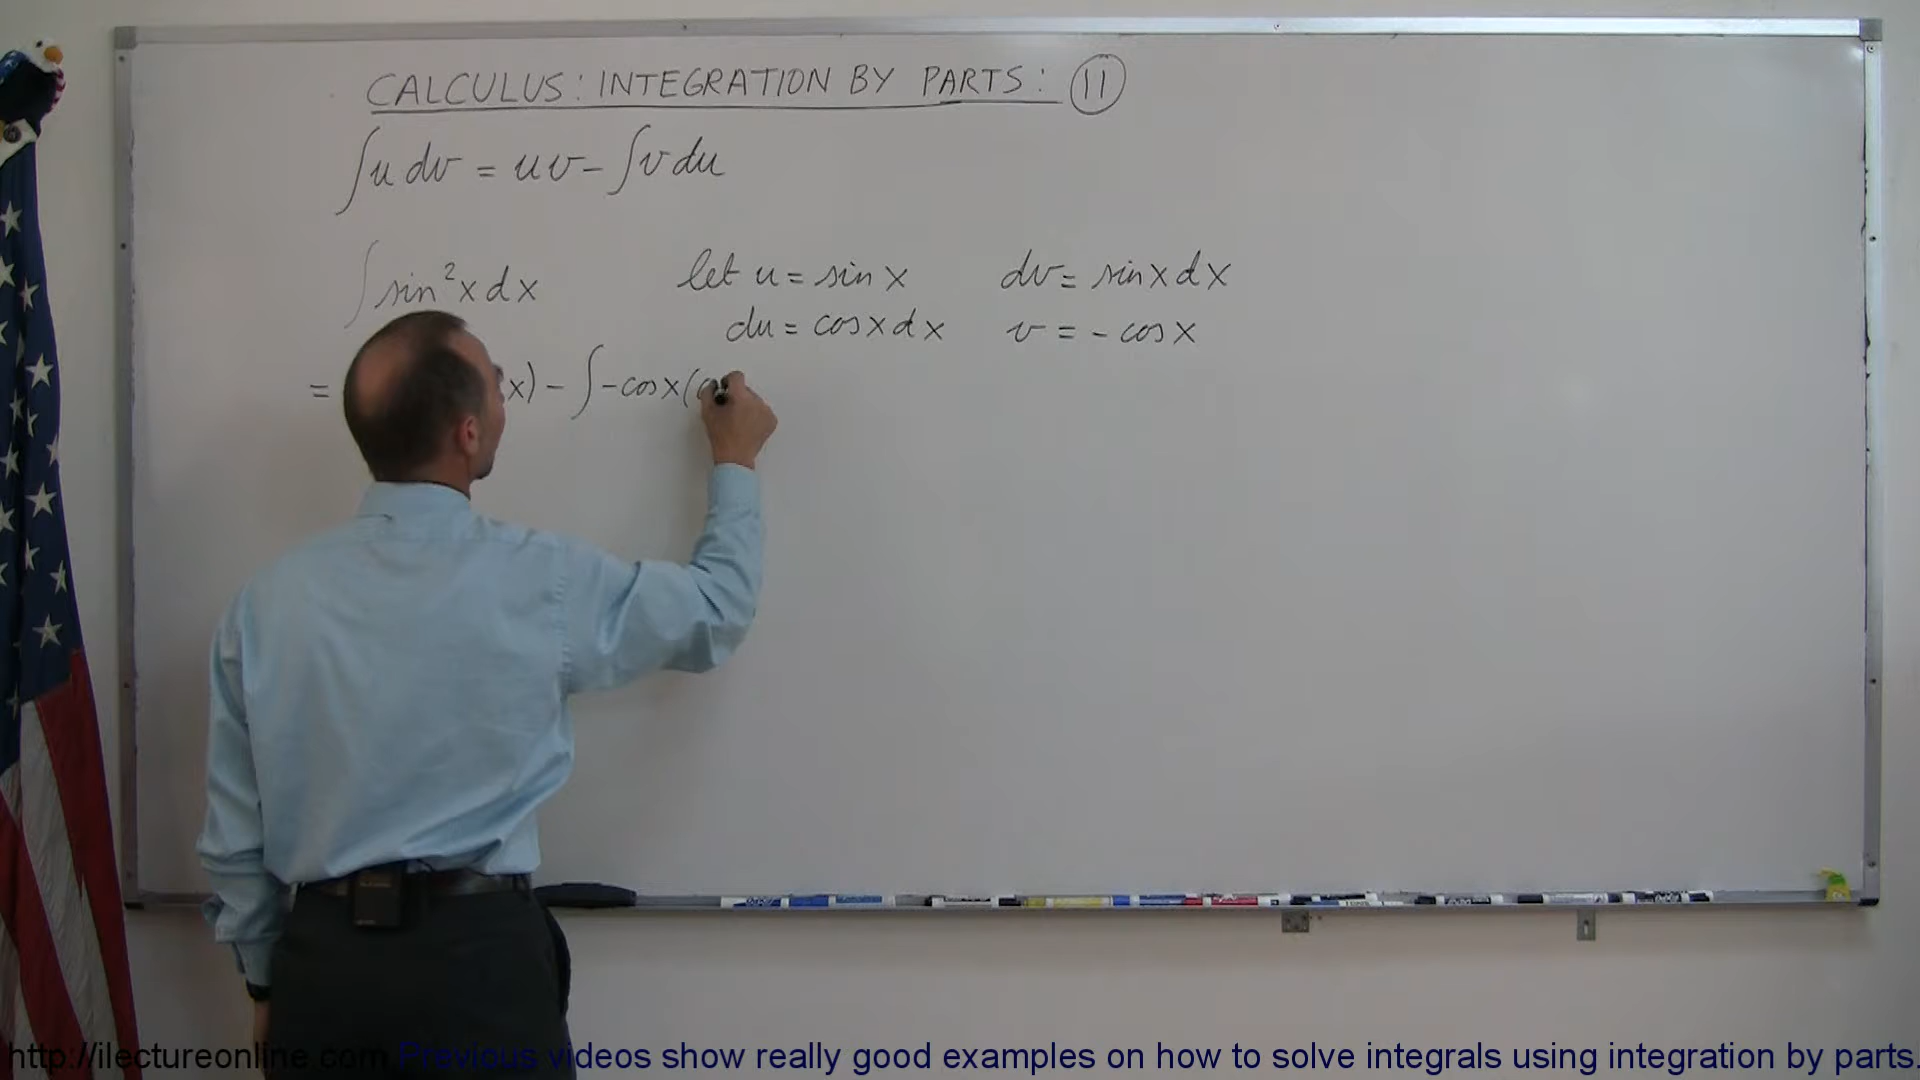 CALCULUS: INTEGRATION BY PARTS: 11
∫u dv = uv - ∫v du
∫sin²x dx let u = sin x dv = sin x dx
du = cos x dx v = - cos x
= x) - ∫-cos x(
http://ilectureonline.com Previous videos show really good examples on how to solve integrals using integration by parts.